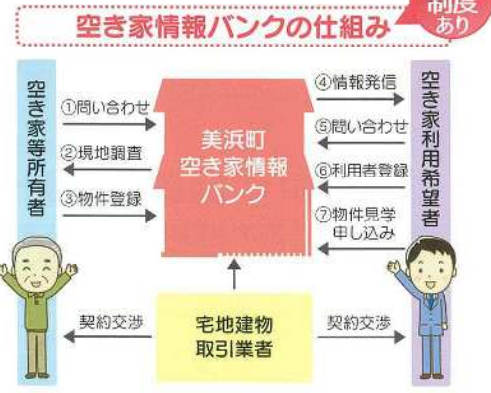 空き家情報バンクの仕組み
制度
あり
空き家等所有者
①問い合わせ
②現地調査
③物件登録
美浜町
空き家情報
バンク
④情報発信
⑤問い合わせ
⑥利用者登録
⑦物件見学
申し込み
空き家利用希望者
契約交渉
宅地建物
取引業者
契約交渉